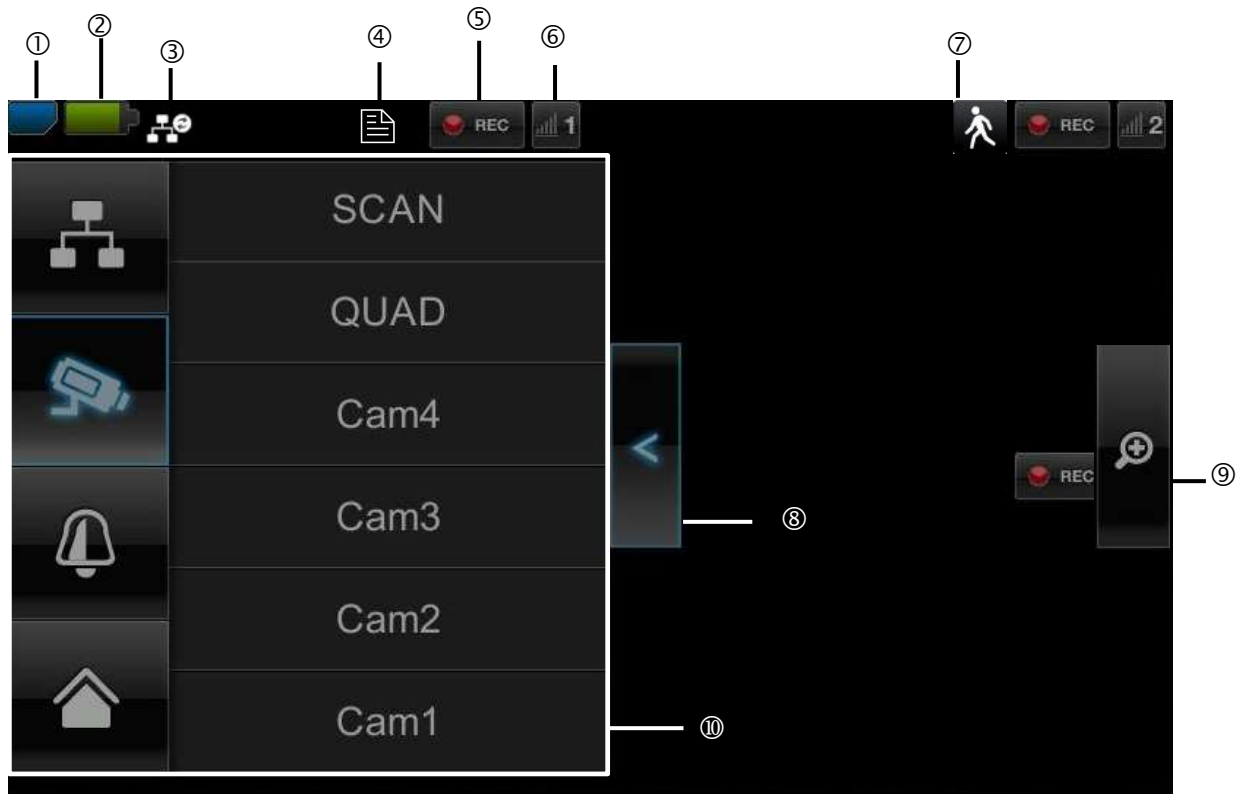 ① ② ③ ④ ⑤ ⑥ ⑦
REC 1 REC 2
SCAN
QUAD
Cam4
<
REC
⑨
Cam3
⑧
Cam2
Cam1
⑩